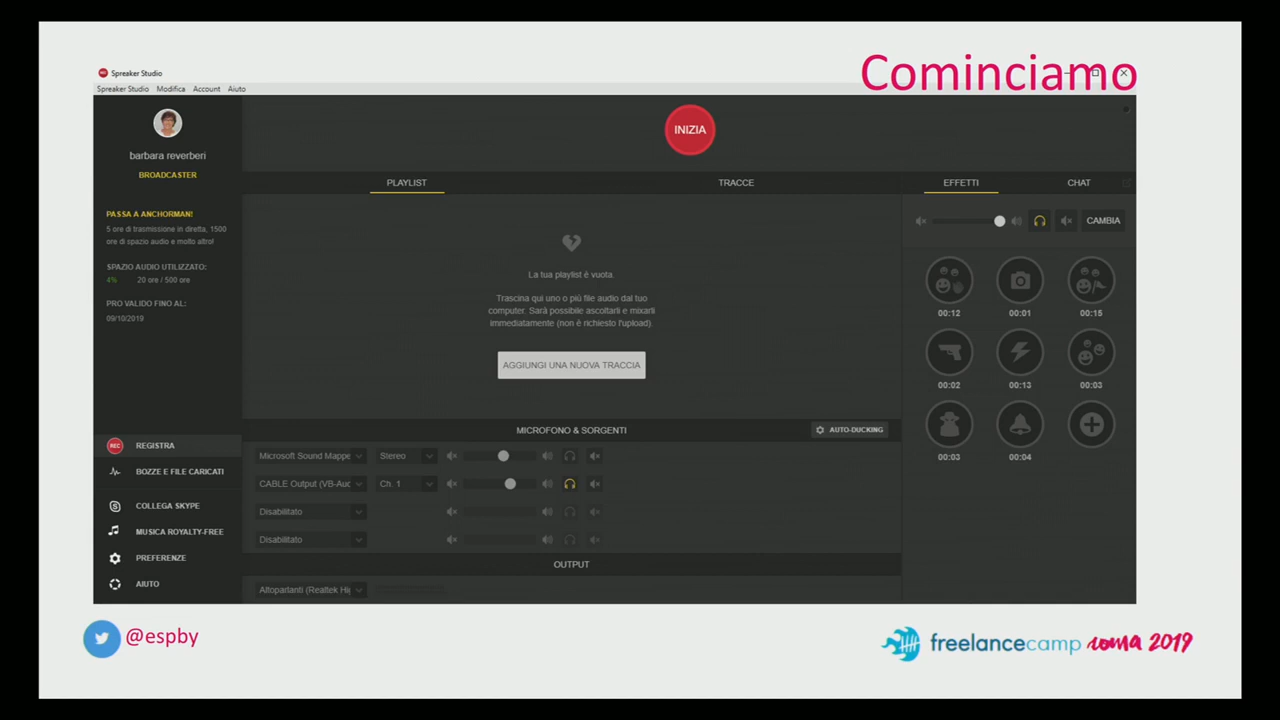 Cominciamo
Spreaker Studio
Spreaker Studio Modifica Account Aiuto
barbara reverberi
BROADCASTER
PASSA A ANCHORMAN!
5 ore di trasmissione in diretta, 1500
ore di spazio audio e molto altro!
SPAZIO AUDIO UTILIZZATO:
4% 20 ore / 500 ore
PRO VALIDO FINO AL:
09/10/2019
REC REGISTRA
BOZZE E FILE CARICATI
COLLEGA SKYPE
MUSICA ROYALTY-FREE
PREFERENZE
AIUTO
INIZIA
PLAYLIST TRACCE
La tua playlist è vuota.
Trascina qui uno o più file audio dal tuo
computer. Sarà possibile ascoltarli e mixarli
immediatamente (non è richiesto l'upload).
AGGIUNGI UNA NUOVA TRACCIA
MICROFONO & SORGENTI AUTO-DUCKING
Microsoft Sound Mappe Stereo
CABLE Output (VB-Auc Ch. 1
Disabilitato
Disabilitato
OUTPUT
Altoparlanti (Realtek Hi
EFFETTI CHAT
CAMBIA
00:12 00:01 00:15
00:02 00:13 00:03
00:03 00:04
@espby
freelancecamp roma 2019